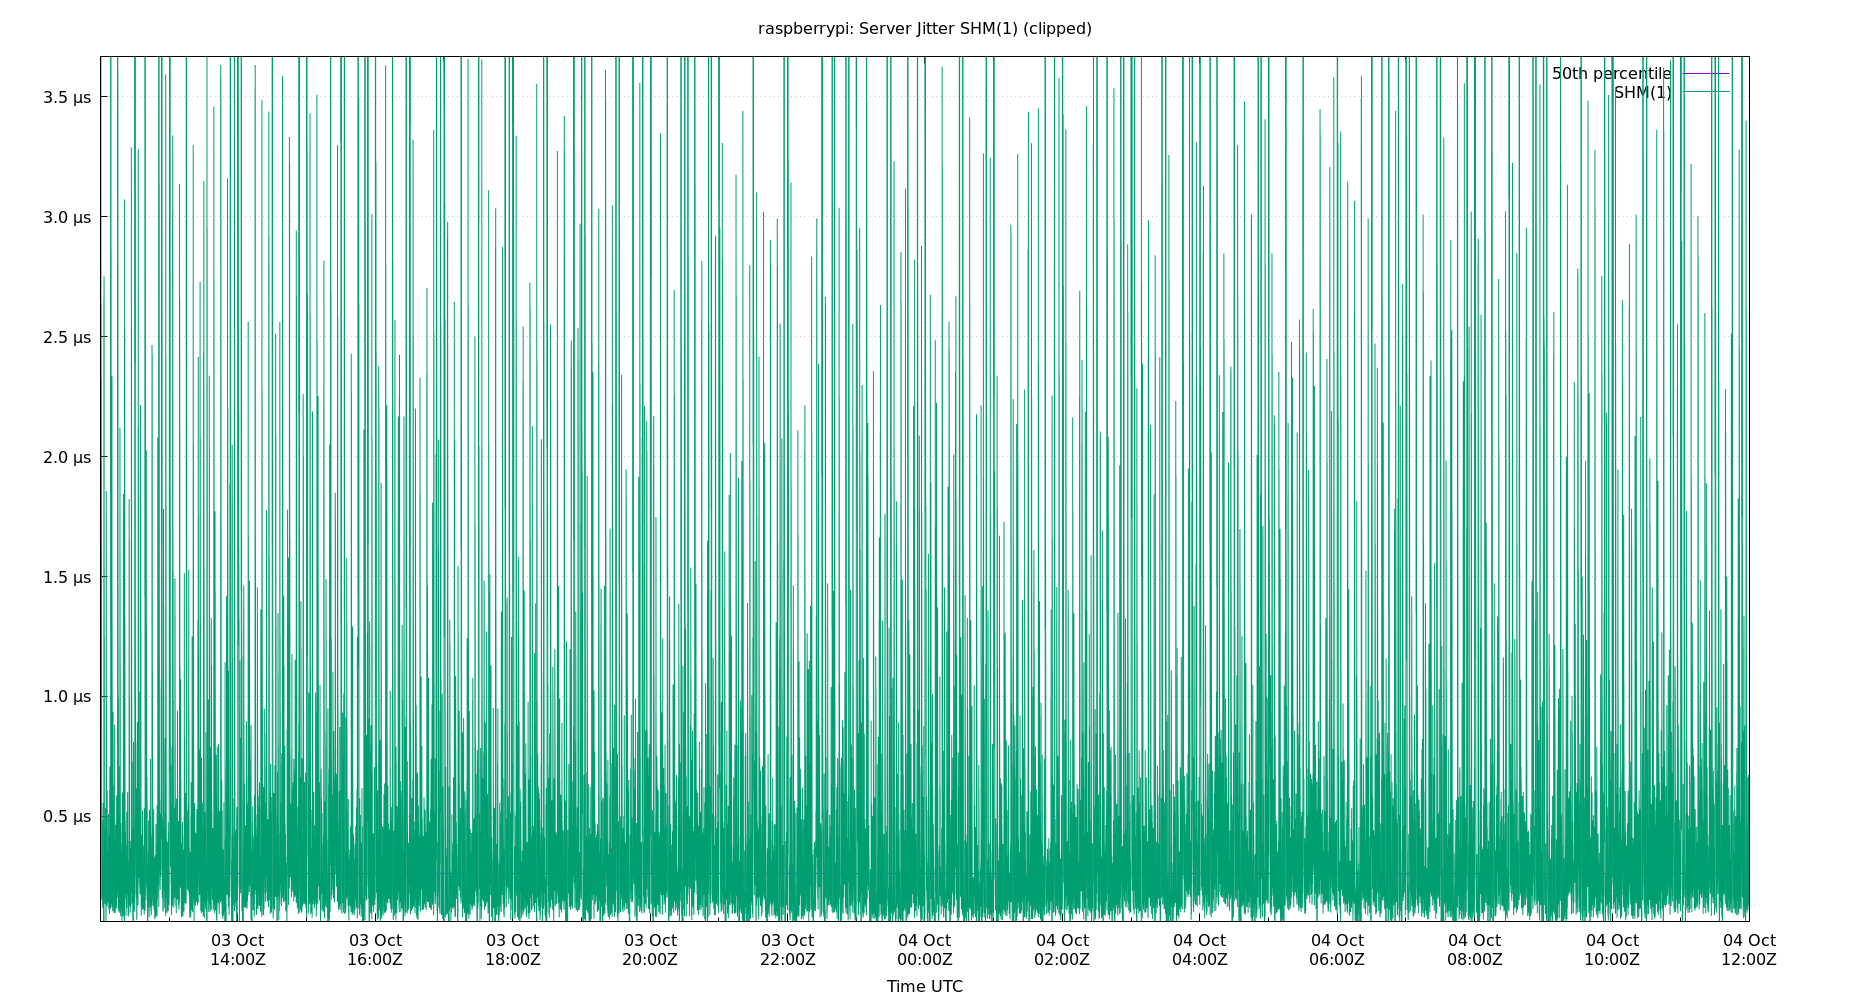 raspberrypi: Server Jitter SHM(1) (clipped)
50th percentile
SHM(1)
3.5 µs
3.0 µs
2.5 µs
2.0 µs
1.5 µs
1.0 µs
0.5 µs
03 Oct 03 Oct 03 Oct 03 Oct 03 Oct 04 Oct 04 Oct 04 Oct 04 Oct 04 Oct 04 Oct 04 Oct
14:00Z 16:00Z 18:00Z 20:00Z 22:00Z 00:00Z 02:00Z 04:00Z 06:00Z 08:00Z 10:00Z 12:00Z
Time UTC